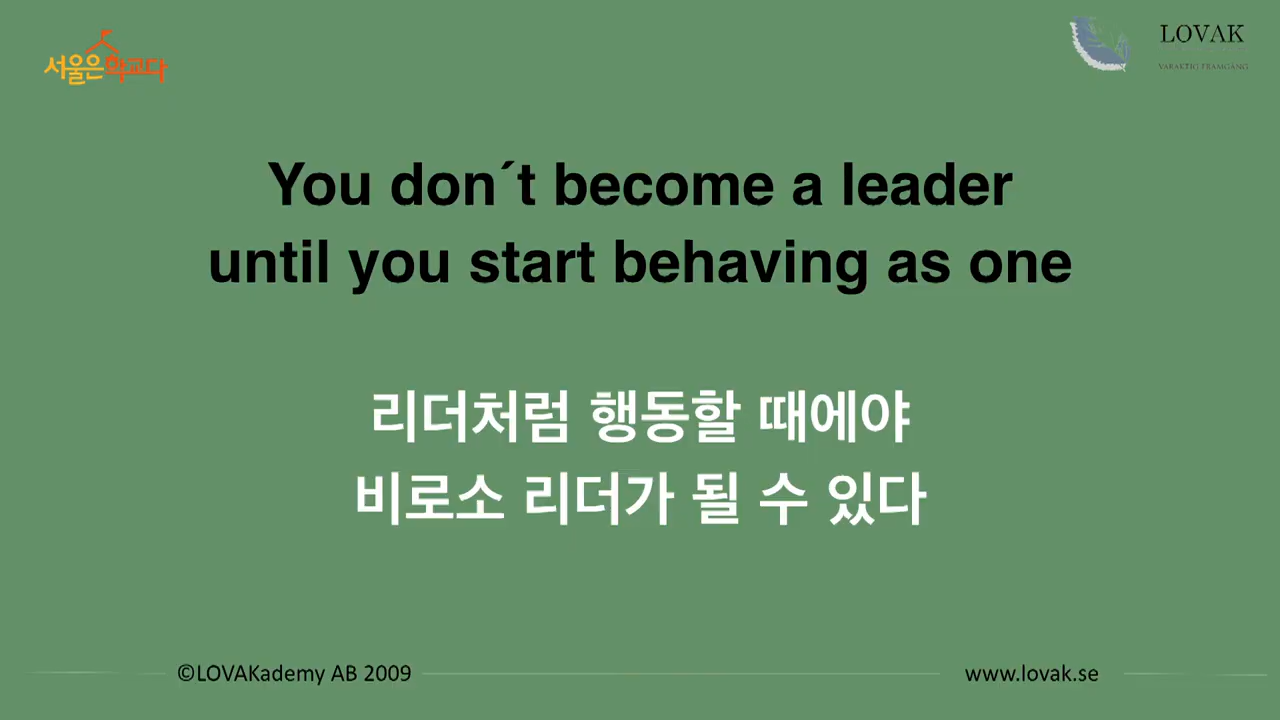 서울은학교다
LOVAK
VARAKTIG FRAMGÅNG
You don´t become a leader
until you start behaving as one
리더처럼 행동할 때에야
비로소 리더가 될 수 있다
©LOVAKademy AB 2009
www.lovak.se